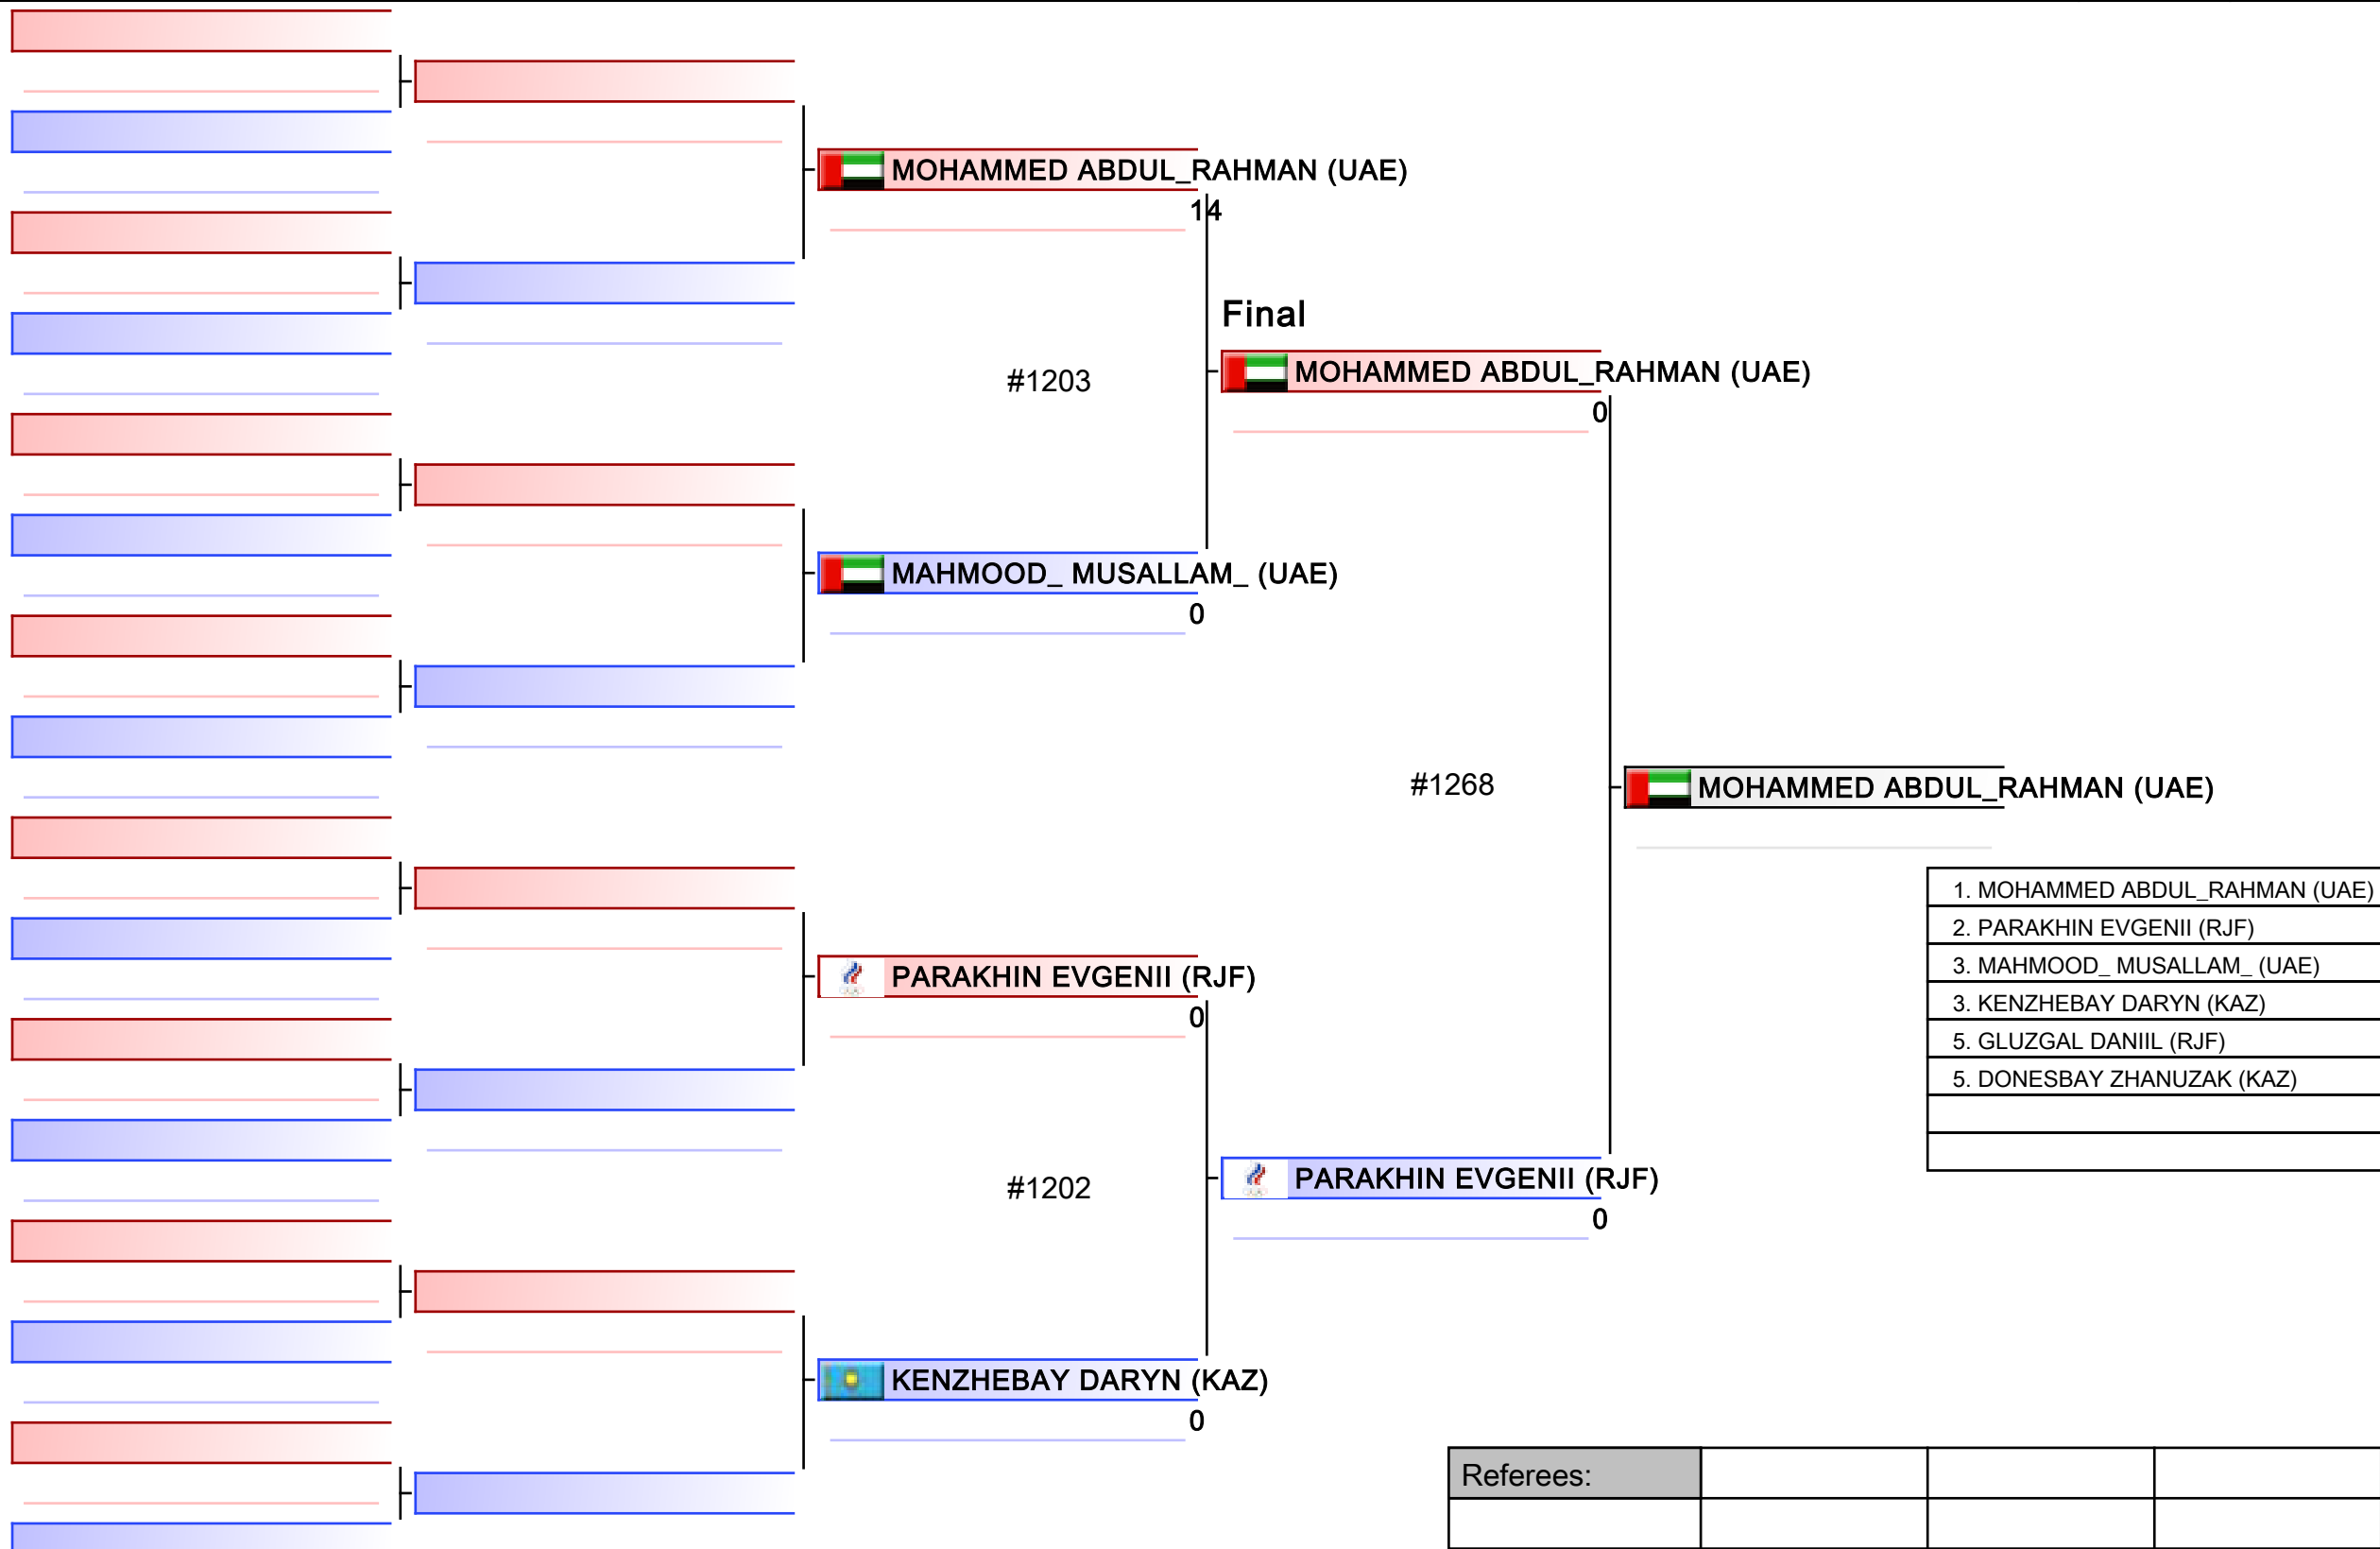 MOHAMMED ABDUL_RAHMAN (UAE)
14
Final
#1203
MOHAMMED ABDUL_RAHMAN (UAE)
0
MAHMOOD_ MUSALLAM_ (UAE)
0
#1268
MOHAMMED ABDUL_RAHMAN (UAE)
1. MOHAMMED ABDUL_RAHMAN (UAE)
2. PARAKHIN EVGENII (RJF)
3. MAHMOOD_ MUSALLAM_ (UAE)
3. KENZHEBAY DARYN (KAZ)
5. GLUZGAL DANIIL (RJF)
5. DONESBAY ZHANUZAK (KAZ)
PARAKHIN EVGENII (RJF)
0
#1202
PARAKHIN EVGENII (RJF)
0
KENZHEBAY DARYN (KAZ)
0
Referees: